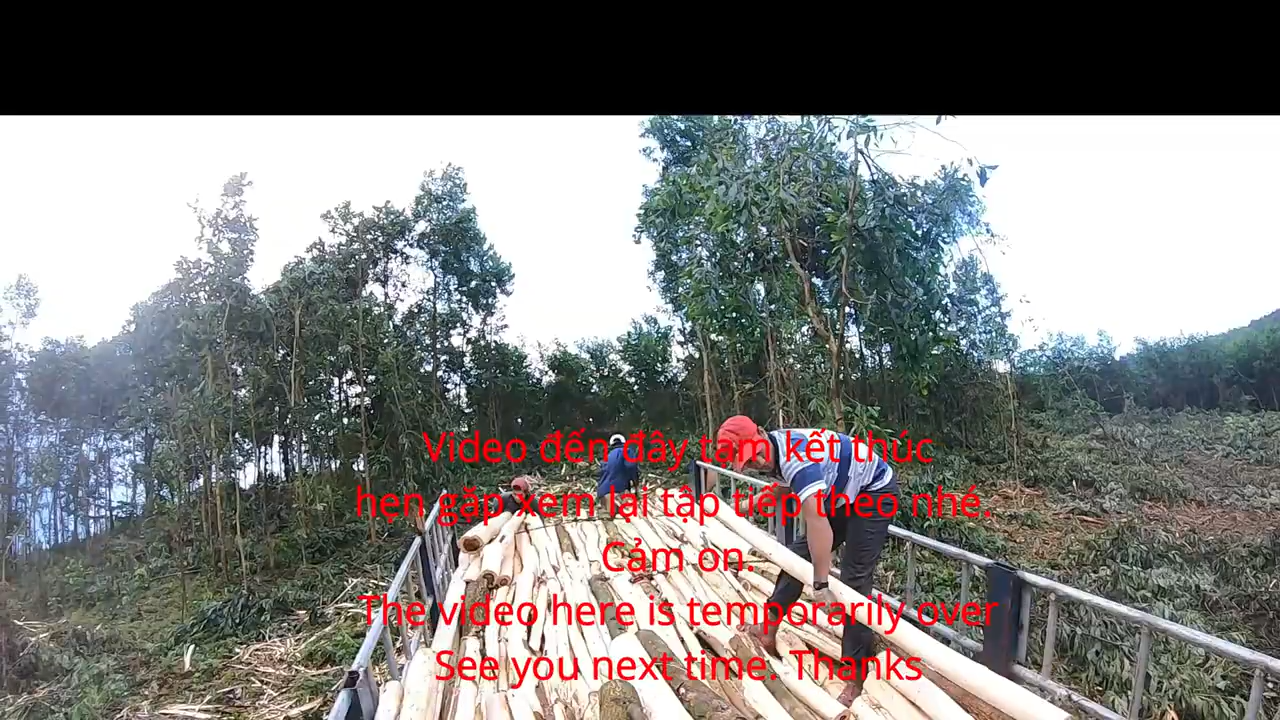 Video đến đây tạm kết thúc
hẹn gặp xem lại tập tiếp theo nhé.
Cảm on.
The video here is temporarily over
See you next time. Thanks